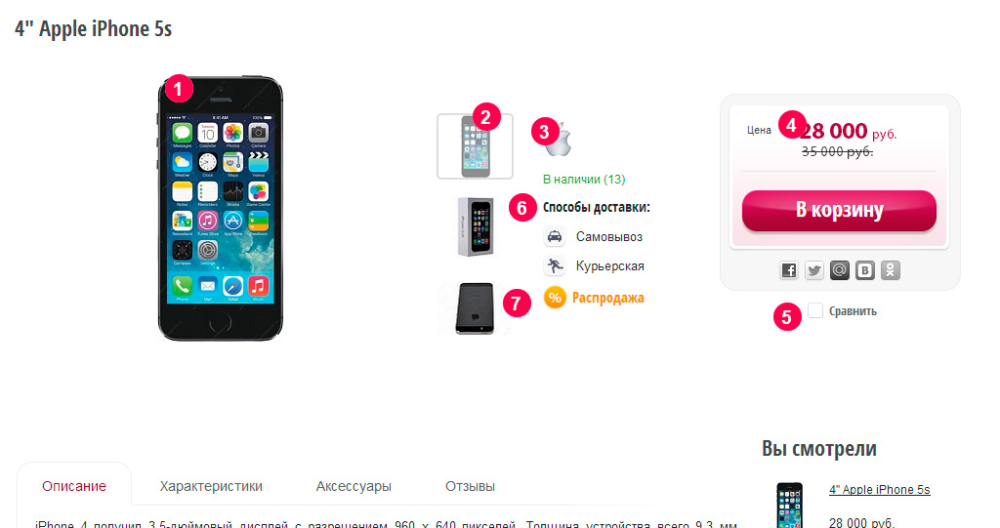 4" Apple iPhone 5s
1
2
3
4
Цена
28 000 руб.
35 000 руб.
В наличии (13)
В корзину
6
Способы доставки:
Самовывоз
Курьерская
7
% Распродажа
5
Сравнить
Вы смотрели
Описание
Характеристики
Аксессуары
Отзывы
4" Apple iPhone 5s
28 000 руб.
iPhone 4 получил 3,5-дюймовый дисплей с разрешением 960 x 640 пикселей. Толщина устройства всего 9,3 мм